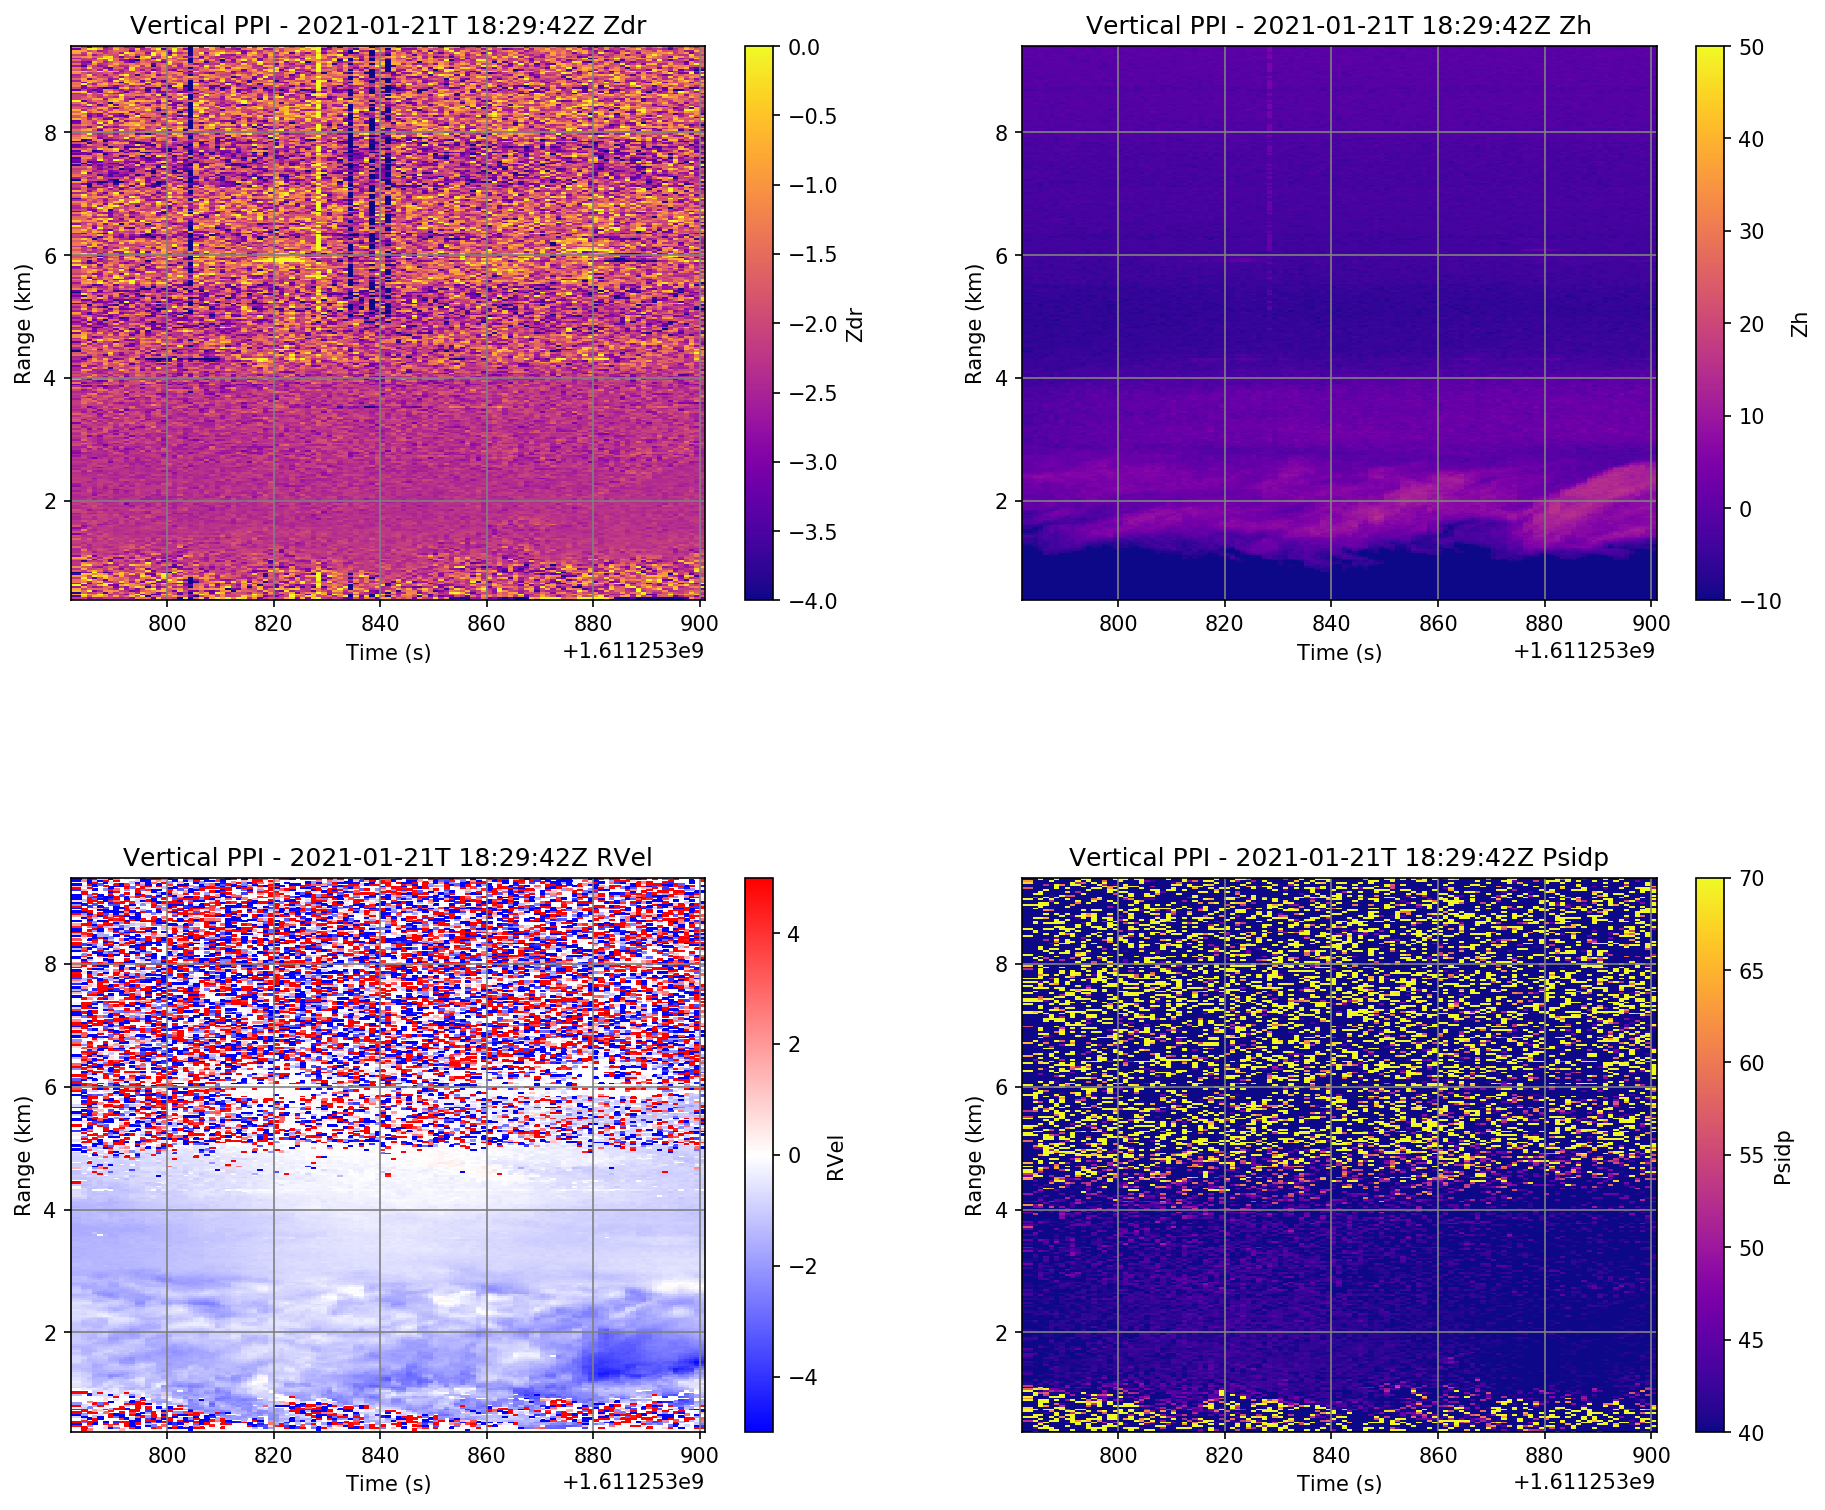 Vertical PPI - 2021-01-21T 18:29:42Z Zdr
Range (km)
8
6
4
2
800 820 840 860 880 900
Time (s)
+1.611253e9
0.0
−0.5
−1.0
−1.5
−2.0
−2.5
−3.0
−3.5
−4.0
Zdr
Vertical PPI - 2021-01-21T 18:29:42Z Zh
Range (km)
8
6
4
2
800 820 840 860 880 900
Time (s)
+1.611253e9
50
40
30
20
10
0
−10
Zh
Vertical PPI - 2021-01-21T 18:29:42Z RVel
Range (km)
8
6
4
2
800 820 840 860 880 900
Time (s)
+1.611253e9
4
2
0
−2
−4
RVel
Vertical PPI - 2021-01-21T 18:29:42Z Psidp
Range (km)
8
6
4
2
800 820 840 860 880 900
Time (s)
+1.611253e9
70
65
60
55
50
45
40
Psidp